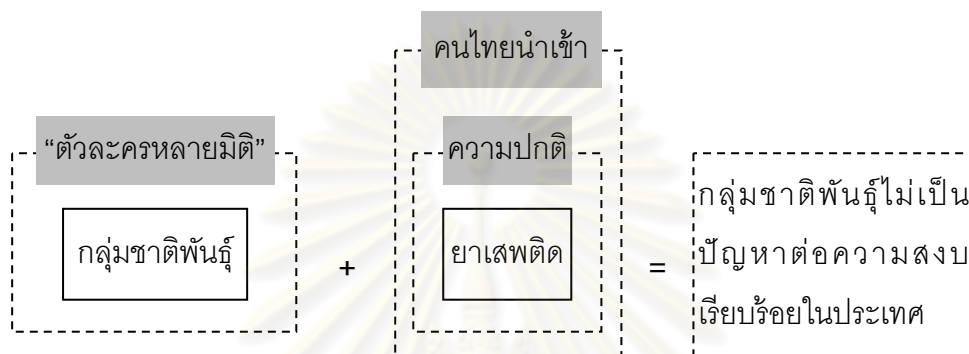 คนไทยนำเข้า
“ตัวละครหลายมิติ”
ความปกติ
กลุ่มชาติพันธุ์
+
ยาเสพติด
=
กลุ่มชาติพันธุ์ไม่เป็น
ปัญหาต่อความสงบ
เรียบร้อยในประเทศ